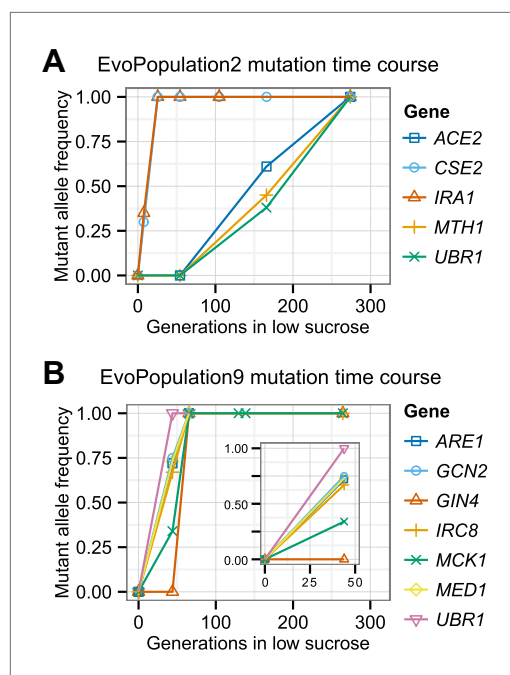 A
EvoPopulation2 mutation time course
Mutant allele frequency
1.00
0.75
0.50
0.25
0.00
0 100 200 300
Generations in low sucrose
Gene
ACE2
CSE2
IRA1
MTH1
UBR1
B
EvoPopulation9 mutation time course
Mutant allele frequency
1.00
0.75
0.50
0.25
0.00
1.00
0.50
0.00
0 25 50
0 100 200 300
Generations in low sucrose
Gene
ARE1
GCN2
GIN4
IRC8
MCK1
MED1
UBR1